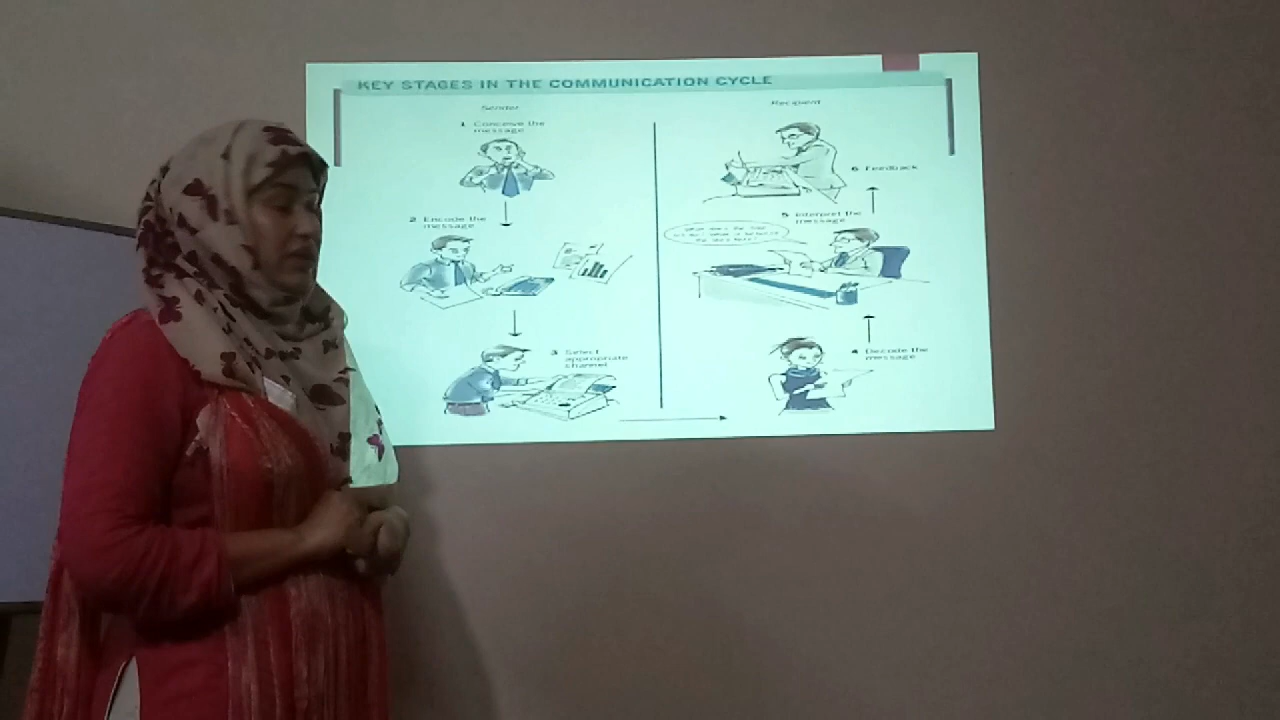 KEY STAGES IN THE COMMUNICATION CYCLE
Sender
1 Conceive the
message
2 Encode the
message
3 Select
appropriate
channel
Recipient
6 Feedback
5 Interpret the
message
4 Decode the
message